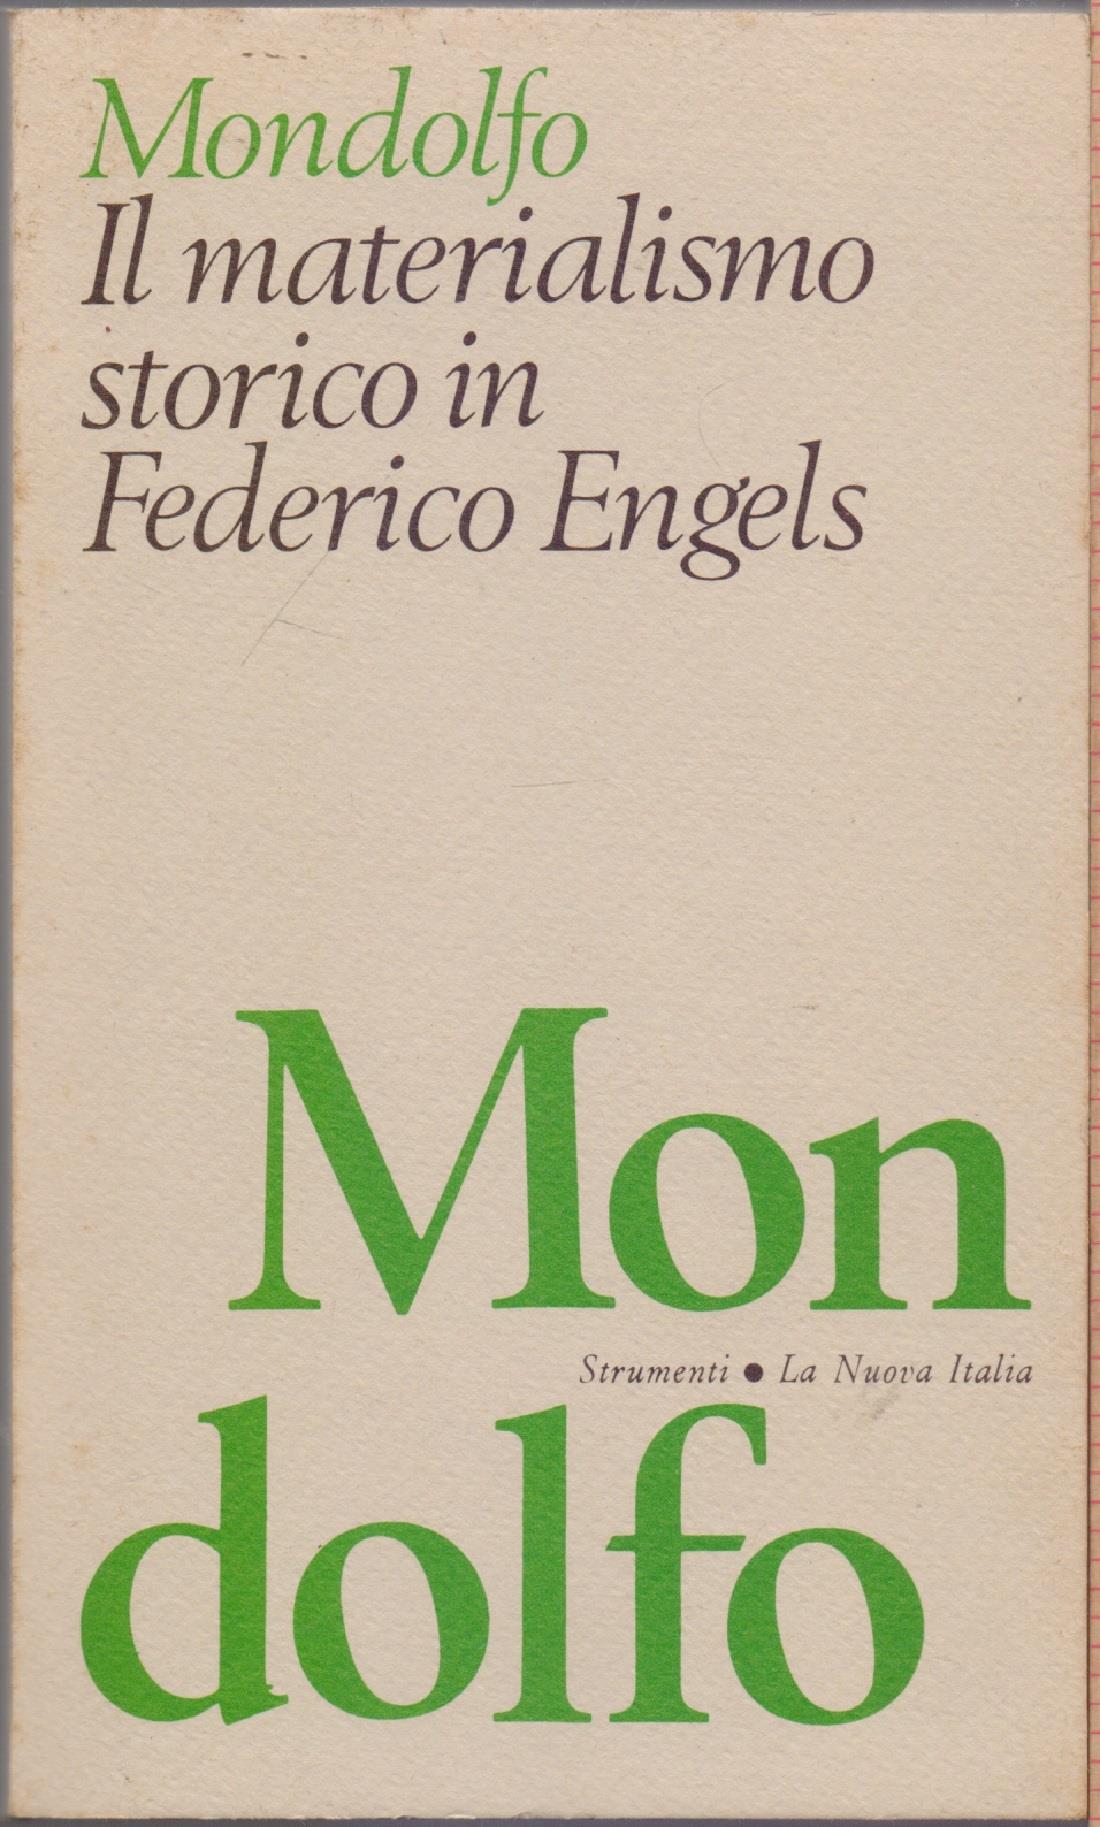 Mondolfo
Il materialismo
storico in
Federico Engels
Mon
Strumenti ● La Nuova Italia
dolfo